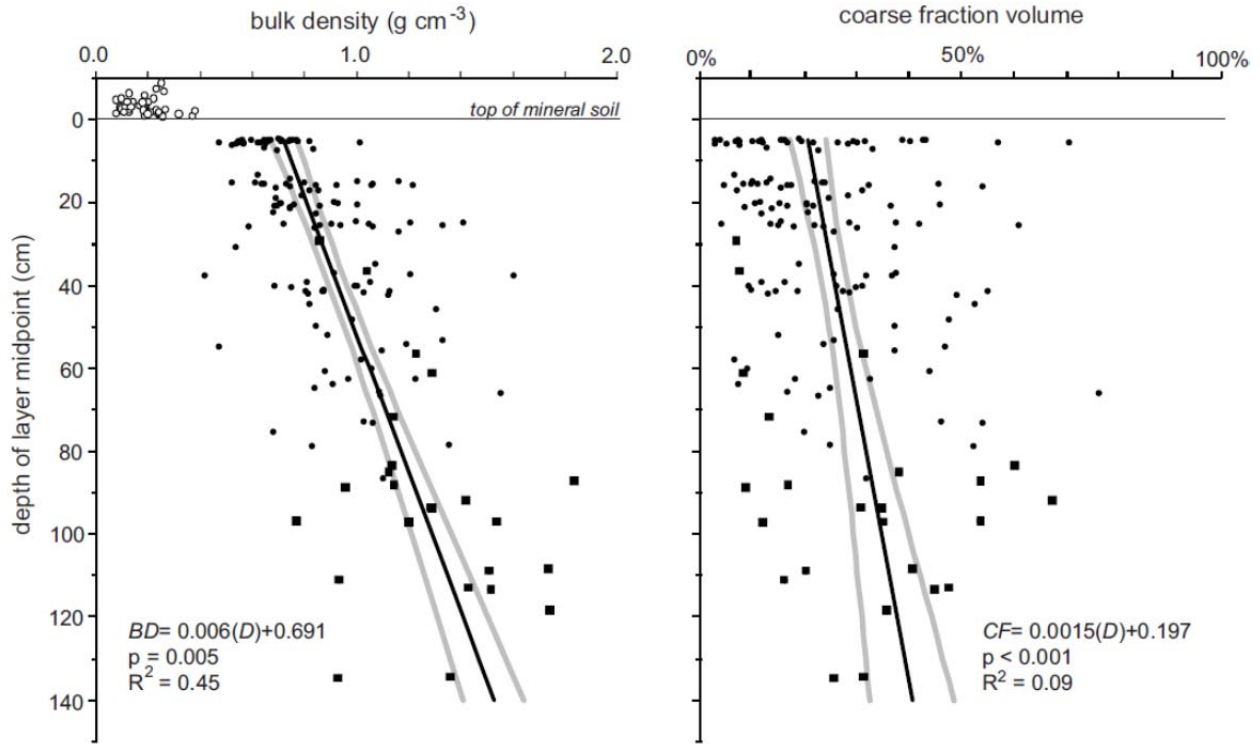 bulk density (g cm-3)
0.0 1.0 2.0
top of mineral soil
depth of layer midpoint (cm)
0
20
40
60
80
100
120
140
BD= 0.006(D)+0.691
p = 0.005
R2 = 0.45
coarse fraction volume
0% 50% 100%
CF= 0.0015(D)+0.197
p < 0.001
R2 = 0.09